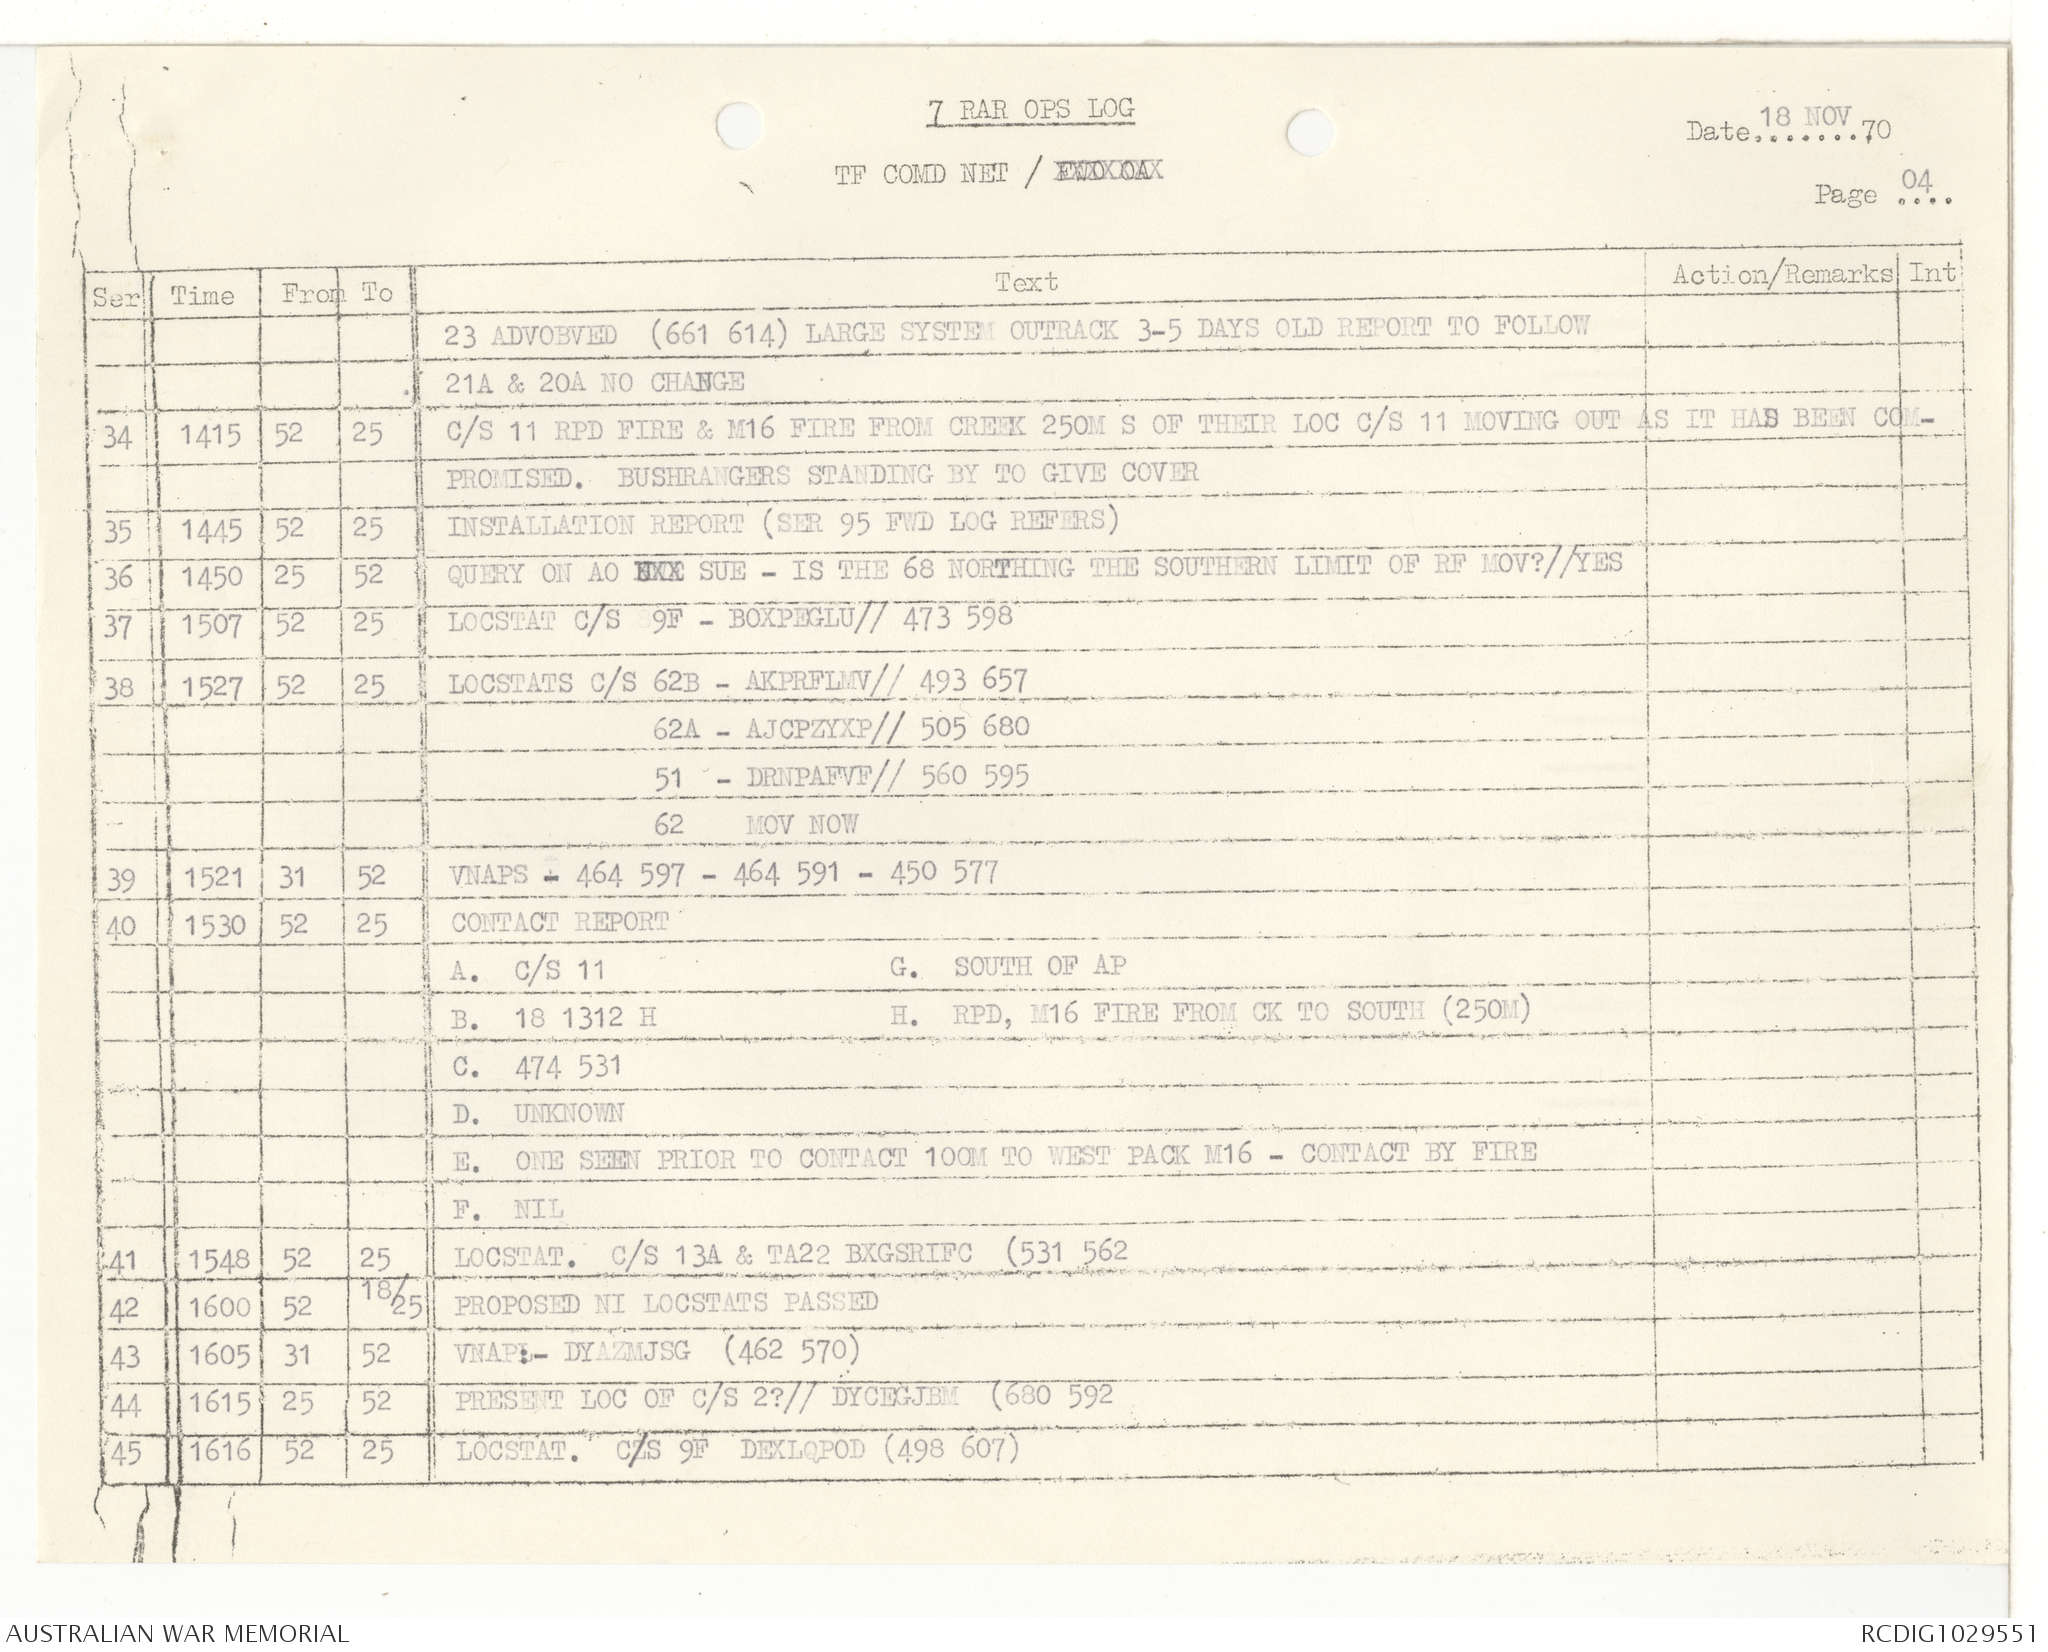 7 RAR OPS LOG
Date 18 NOV 70
TF COMD NET / FWD OA
Page 04
Ser Time From To Text Action/Remarks Int
23 ADVOBVED (661 614) LARGE SYSTEM OUTRACK 3-5 DAYS OLD REPORT TO FOLLOW
21A & 20A NO CHANGE
34 1415 52 25 C/S 11 RPD FIRE & M16 FIRE FROM CREEK 250M S OF THEIR LOC C/S 11 MOVING OUT AS IT HAS BEEN COM-
PROMISED. BUSHRANGERS STANDING BY TO GIVE COVER
35 1445 52 25 INSTALLATION REPORT (SER 95 FWD LOG REFERS)
36 1450 25 52 QUERY ON AO XXX SUE - IS THE 68 NORTHING THE SOUTHERN LIMIT OF RF MOV?//YES
37 1507 52 25 LOCSTAT C/S 9F - BOXPEGLU// 473 598
38 1527 52 25 LOCSTATS C/S 62B - AKPRFLMV// 493 657
62A - AJCPZYXP// 505 680
51 - DRNPAFVF// 560 595
62 MOV NOW
39 1521 31 52 VNAPS - 464 597 - 464 591 - 450 577
40 1530 52 25 CONTACT REPORT
A. C/S 11 G. SOUTH OF AP
B. 18 1312 H H. RPD, M16 FIRE FROM CK TO SOUTH (250M)
C. 474 531
D. UNKNOWN
E. ONE SEEN PRIOR TO CONTACT 100M TO WEST PACK M16 - CONTACT BY FIRE
F. NIL
41 1548 52 25 LOCSTAT. C/S 13A & TA22 BXGSRIFC (531 562
42 1600 52 18/25 PROPOSED NI LOCSTATS PASSED
43 1605 31 52 VNAPL- DYAZMJSG (462 570)
44 1615 25 52 PRESENT LOC OF C/S 2?// DYCEGJBM (680 592
45 1616 52 25 LOCSTAT. C/S 9F DEXLQPOD (498 607)
AUSTRALIAN WAR MEMORIAL
RCDIG1029551